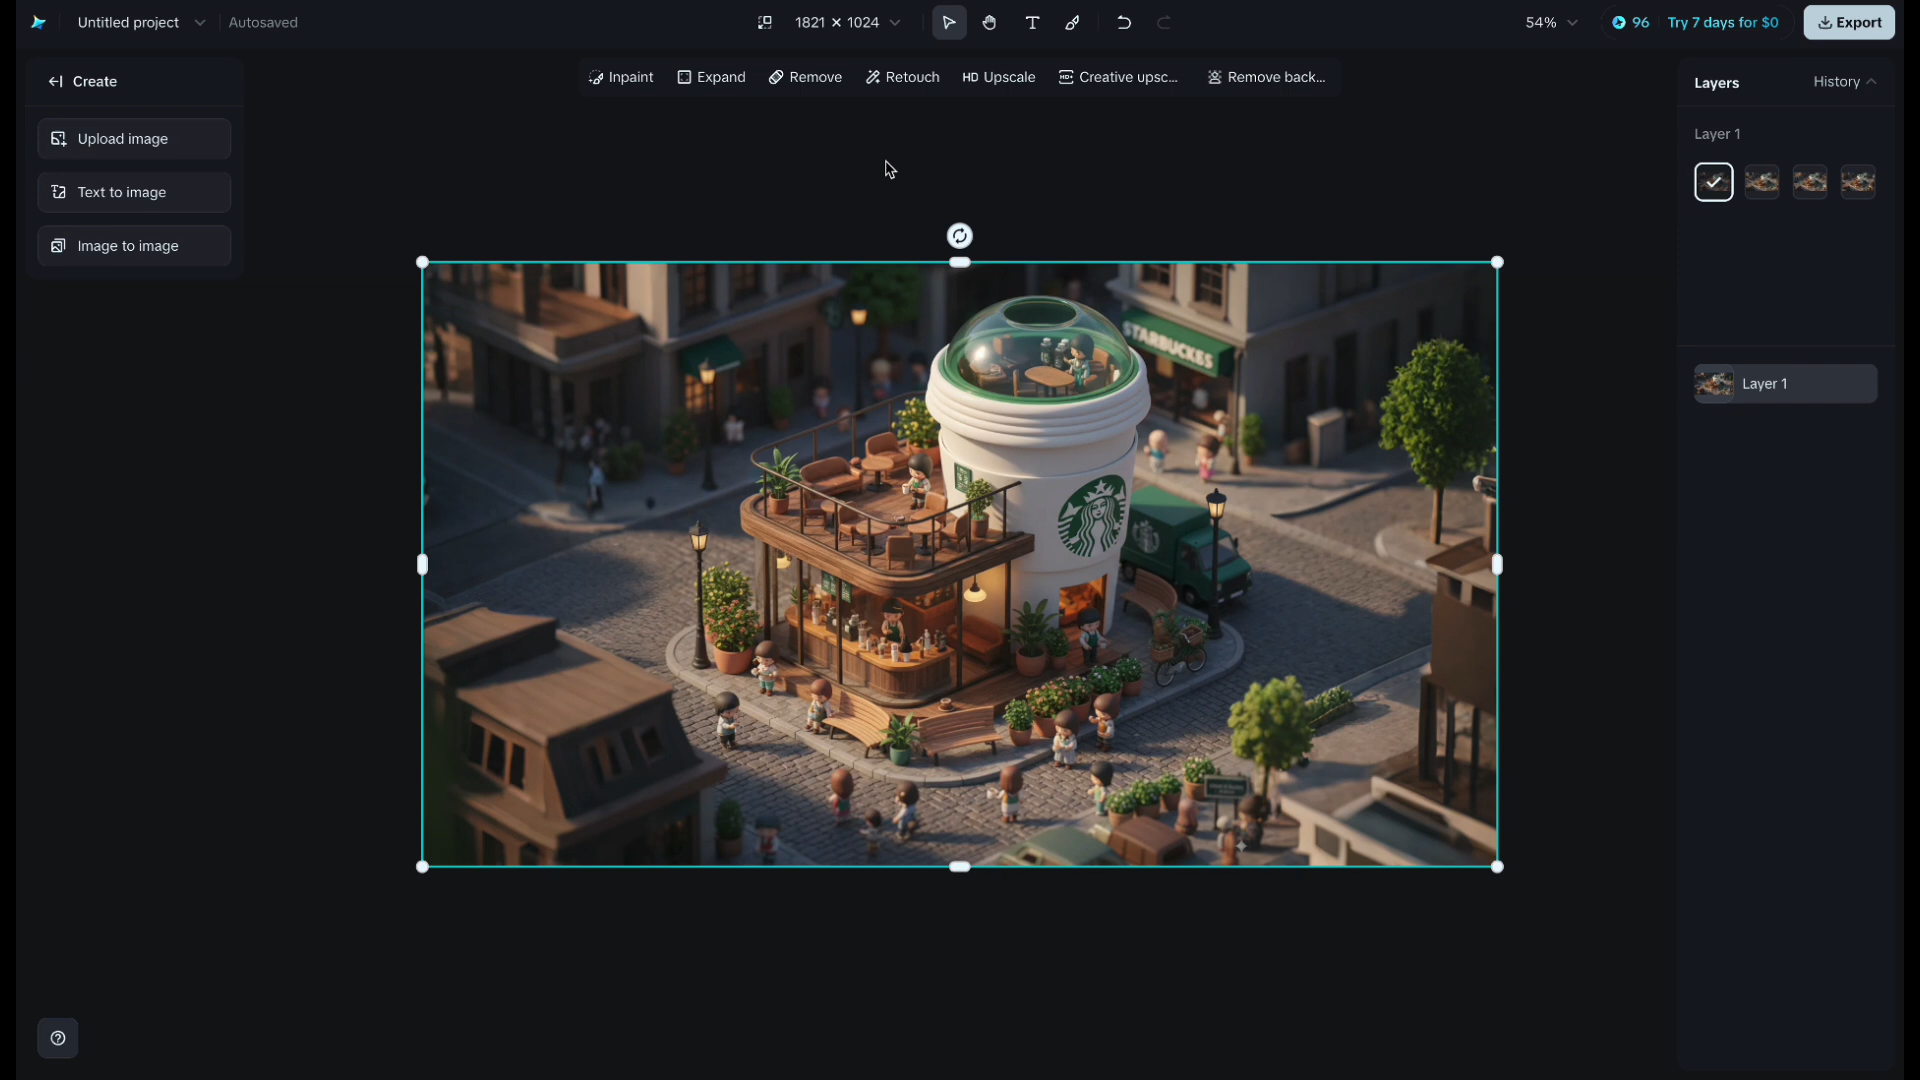 Untitled project
Autosaved
1821 × 1024
54%
96
Try 7 days for $0
Export
Create
Inpaint
Expand
Remove
Retouch
HD Upscale
Creative upsc...
Remove back...
Layers
History
Upload image
Layer 1
Text to image
Image to image
STARBUCKES
Layer 1